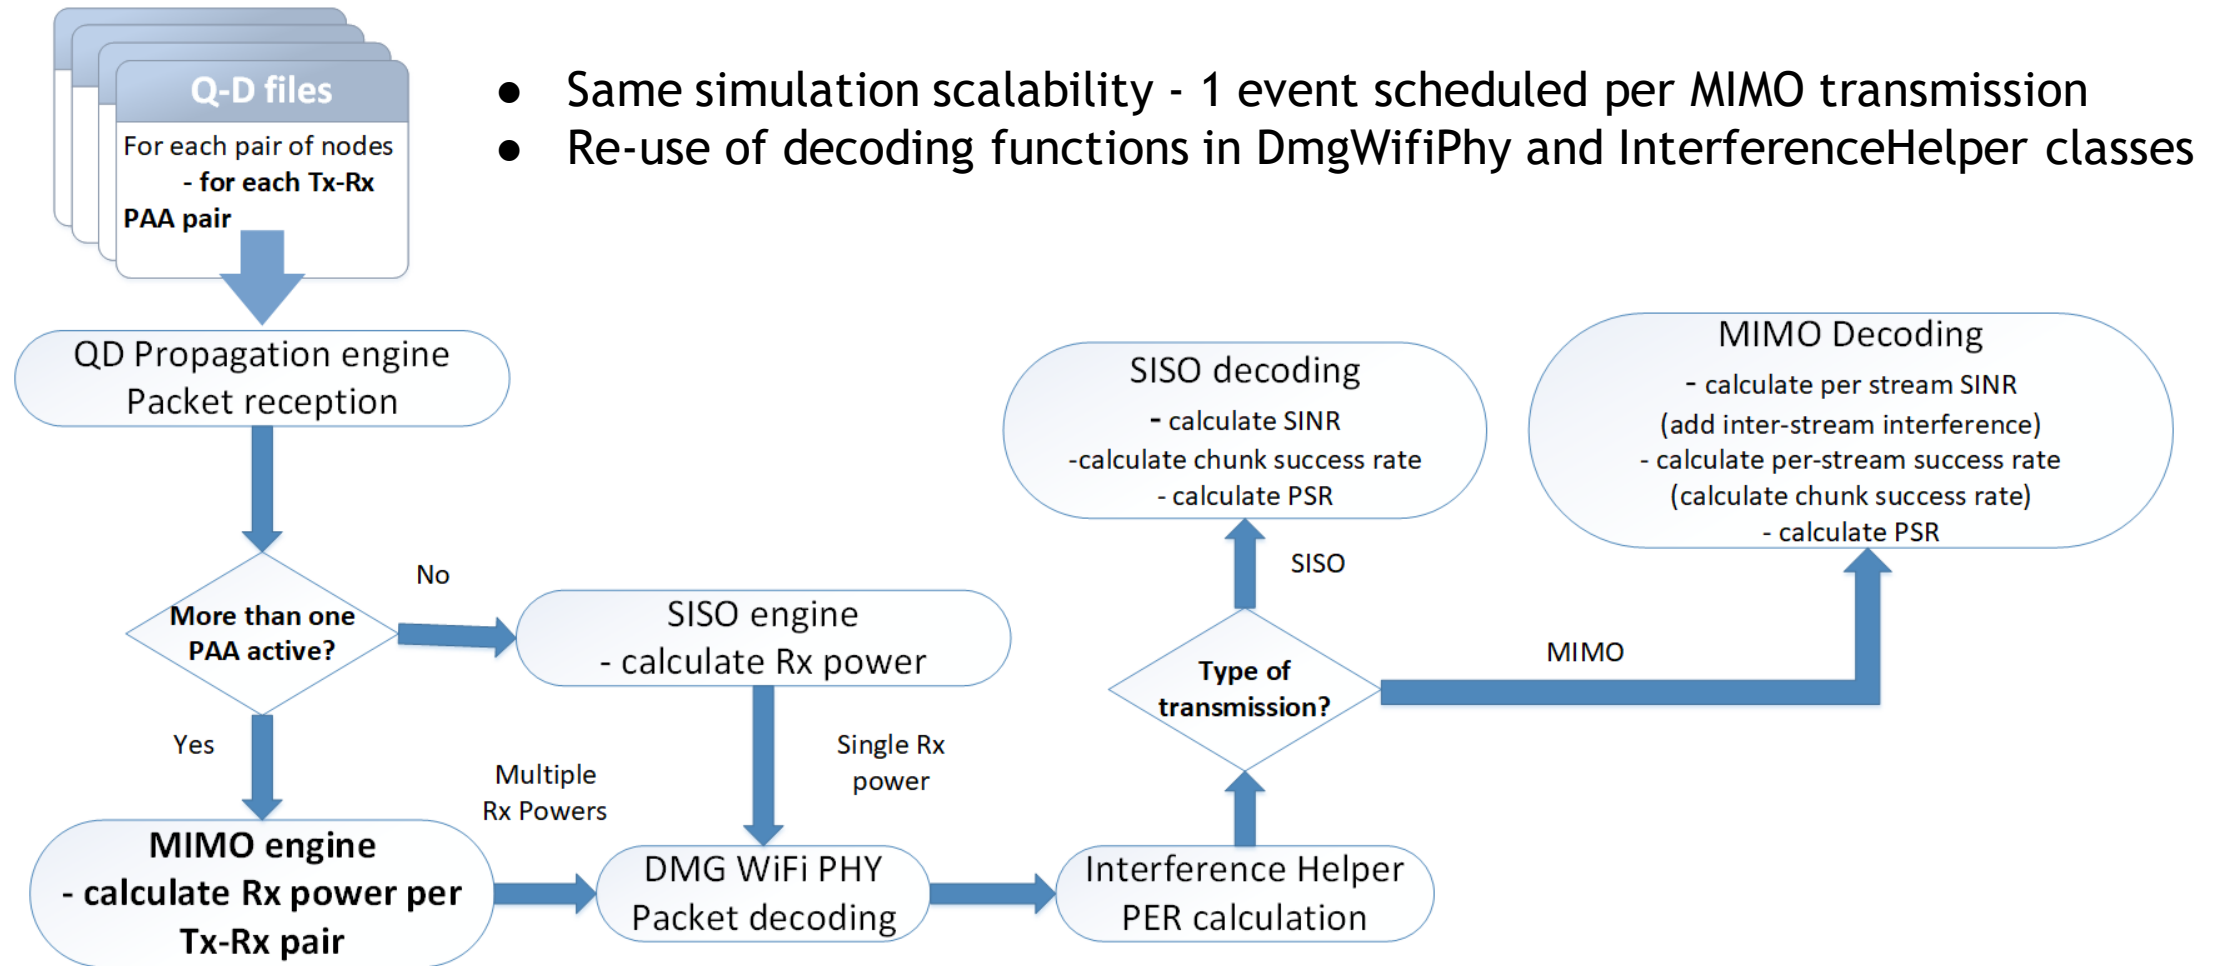 Q-D files
For each pair of nodes
- for each Tx-Rx
PAA pair
● Same simulation scalability - 1 event scheduled per MIMO transmission
● Re-use of decoding functions in DmgWifiPhy and InterferenceHelper classes
QD Propagation engine
Packet reception
More than one
PAA active?
No
Yes
SISO engine
- calculate Rx power
MIMO engine
- calculate Rx power per
Tx-Rx pair
Multiple
Rx Powers
Single Rx
power
DMG WiFi PHY
Packet decoding
Interference Helper
PER calculation
Type of
transmission?
SISO
MIMO
SISO decoding
- calculate SINR
-calculate chunk success rate
- calculate PSR
MIMO Decoding
- calculate per stream SINR
(add inter-stream interference)
- calculate per-stream success rate
(calculate chunk success rate)
- calculate PSR